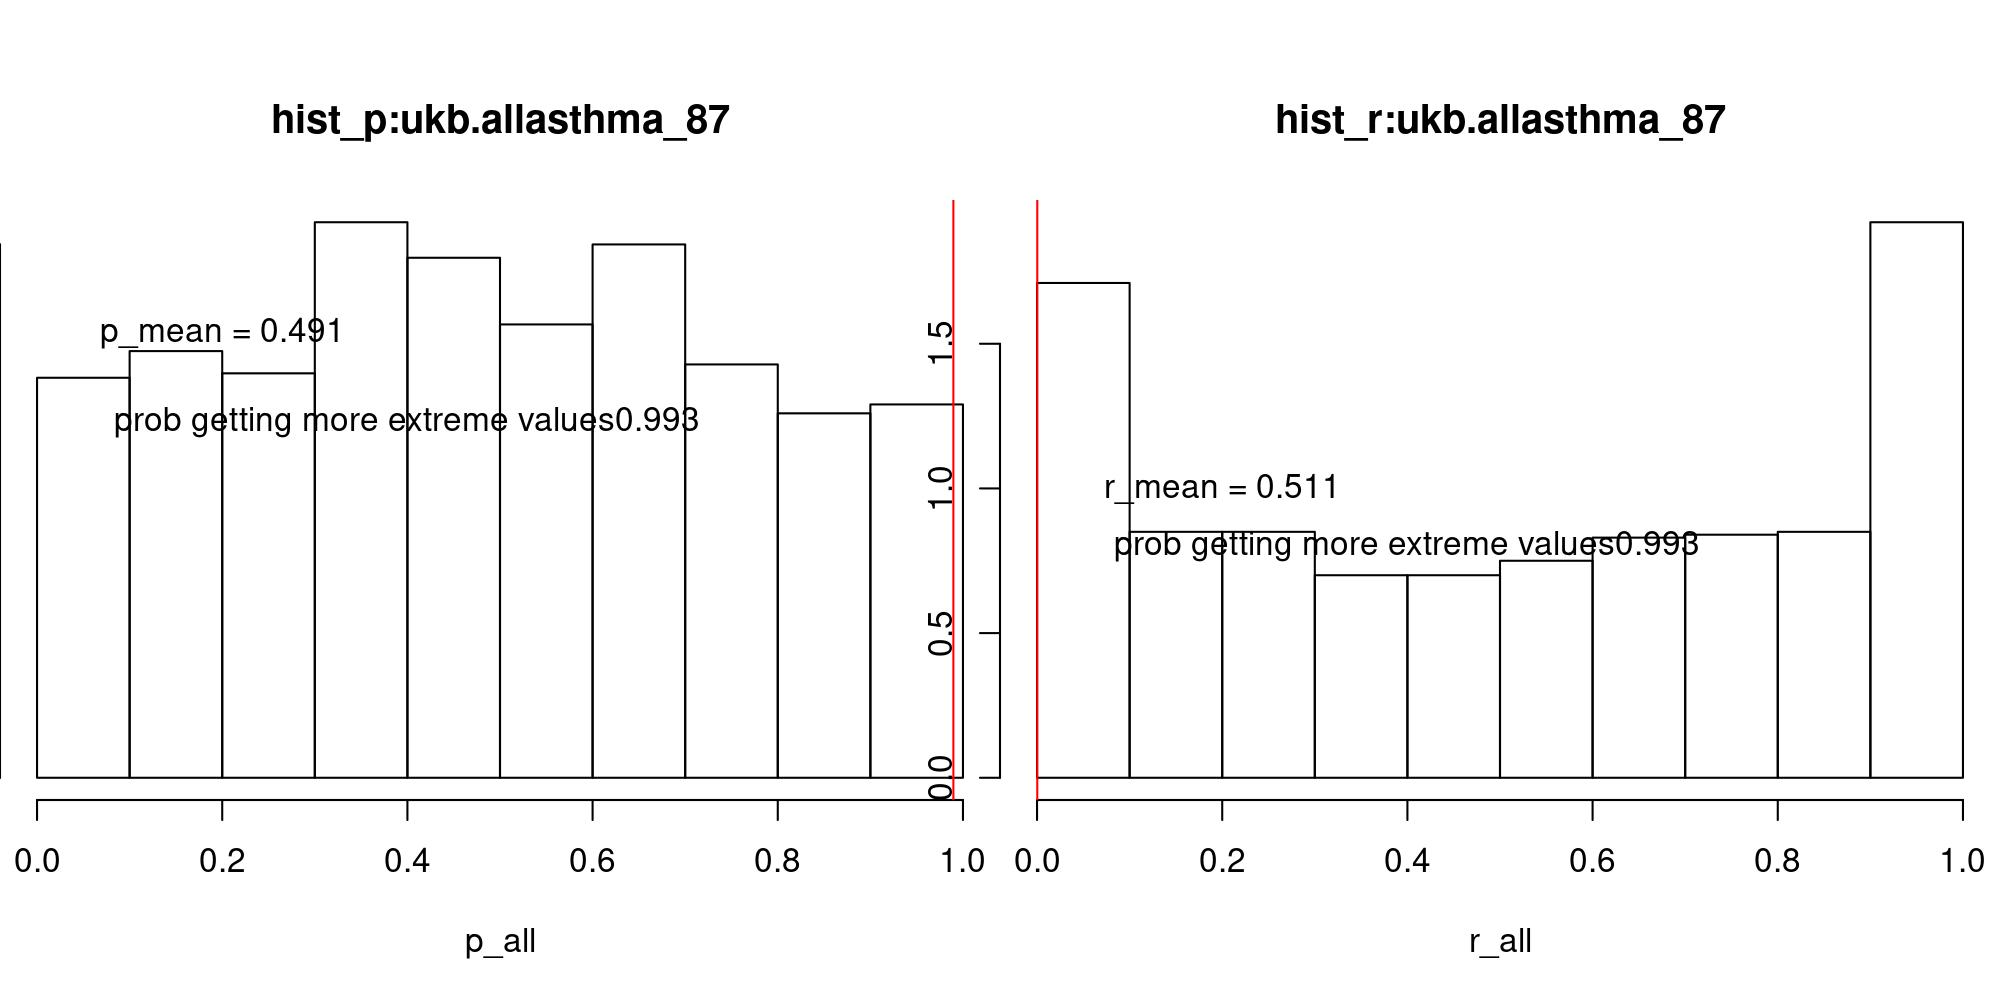 hist_p:ukb.allasthma_87
p_mean = 0.491
prob getting more extreme values0.993
0.0 0.2 0.4 0.6 0.8 1.0
p_all
hist_r:ukb.allasthma_87
1.5
1.0
0.5
0.0
r_mean = 0.511
prob getting more extreme values0.993
0.0 0.2 0.4 0.6 0.8 1.0
r_all